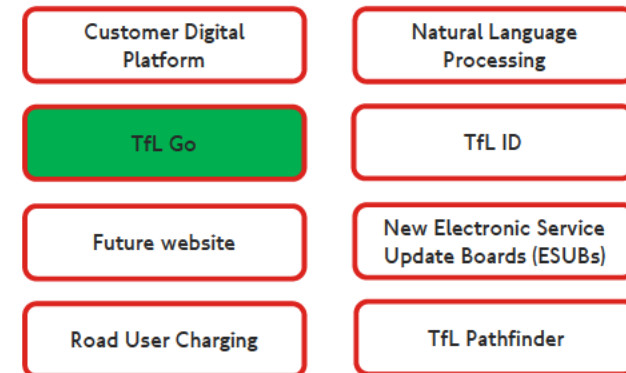 Customer Digital
Platform
Natural Language
Processing
TfL Go
TfL ID
Future website
New Electronic Service
Update Boards (ESUBs)
Road User Charging
TfL Pathfinder